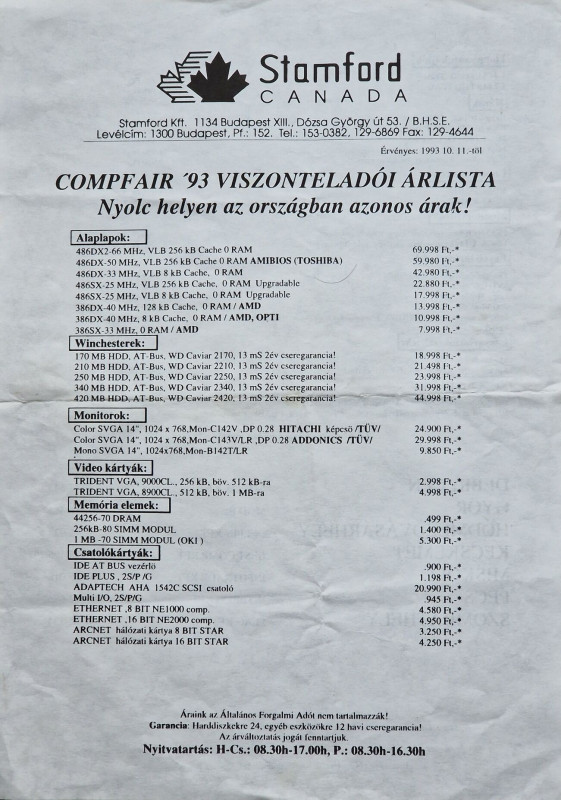 Stamford
CANADA
Stamford Kft. 1134 Budapest XIII., Dózsa György út 53. / B.H.S.E.
Levélcím: 1300 Budapest, Pf.: 152. Tel.: 153-0382, 129-6869 Fax: 129-4644
Érvényes: 1993 10. 11.-től
COMPFAIR ´93 VISZONTELADÓI ÁRLISTA
Nyolc helyen az országban azonos árak!
Alaplapok:
486DX2-66 MHz, VLB 256 kB Cache 0 RAM 69.998 Ft,-*
486DX-50 MHz, VLB 256 kB Cache 0 RAM AMIBIOS (TOSHIBA) 59.980 Ft,-*
486DX-33 MHz, VLB 8 kB Cache, 0 RAM 42.980 Ft,-*
486SX-25 MHz, VLB 256 kB Cache, 0 RAM Upgradable 22.880 Ft,-*
486SX-25 MHz, VLB 8 kB Cache, 0 RAM Upgradable 17.998 Ft,-*
386DX-40 MHz, 128 kB Cache, 0 RAM / AMD 13.998 Ft,-*
386DX-40 MHz, 8 kB Cache, 0 RAM / AMD, OPTI 10.998 Ft,-*
386SX-33 MHz, 0 RAM / AMD 7.998 Ft,-*
Winchesterek:
170 MB HDD, AT-Bus, WD Caviar 2170, 13 mS 2év cseregarancia! 18.998 Ft,-*
210 MB HDD, AT-Bus, WD Caviar 2210, 13 mS 2év cseregarancia! 21.498 Ft,-*
250 MB HDD, AT-Bus, WD Caviar 2250, 13 mS 2év cseregarancia! 23.998 Ft,-*
340 MB HDD, AT-Bus, WD Caviar 2340, 13 mS 2év cseregarancia! 31.998 Ft,-*
420 MB HDD, AT-Bus, WD Caviar 2420, 13 mS 2év cseregarancia! 44.998 Ft,-*
Monitorok:
Color SVGA 14", 1024 x 768,Mon-C142V ,DP 0.28 HITACHI képcső /TÜV/ 24.900 Ft,-*
Color SVGA 14", 1024 x 768,Mon-C143V/LR ,DP 0.28 ADDONICS /TÜV/ 29.998 Ft,-*
Mono SVGA 14", 1024x768,Mon-B142T/LR 9.850 Ft,-*
Video kártyák:
TRIDENT VGA, 9000CL., 256 kB, böv. 512 kB-ra 2.998 Ft,-*
TRIDENT VGA, 8900CL., 512 kB, böv. 1 MB-ra 4.998 Ft,-*
Memória elemek:
44256-70 DRAM .499 Ft,-*
256kB-80 SIMM MODUL 1.400 Ft,-*
1 MB -70 SIMM MODUL (OKI ) 5.300 Ft,-*
Csatolókártyák:
IDE AT BUS vezérlő .900 Ft,-*
IDE PLUS , 2S/P /G 1.198 Ft,-*
ADAPTECH AHA 1542C SCSI csatoló 20.990 Ft,-*
Multi I/O, 2S/P/G .945 Ft,-*
ETHERNET ,8 BIT NE1000 comp. 4.580 Ft,-*
ETHERNET ,16 BIT NE2000 comp. 4.950 Ft,-*
ARCNET hálózati kártya 8 BIT STAR 3.250 Ft,-*
ARCNET hálózati kártya 16 BIT STAR 4.250 Ft,-*
Áraink az Általános Forgalmi Adót nem tartalmazzák!
Garancia: Harddiszkekre 24, egyéb eszközökre 12 havi cseregarancia!
Az árváltoztatás jogát fenntartjuk.
Nyitvatartás: H-Cs.: 08.30h-17.00h, P.: 08.30h-16.30h